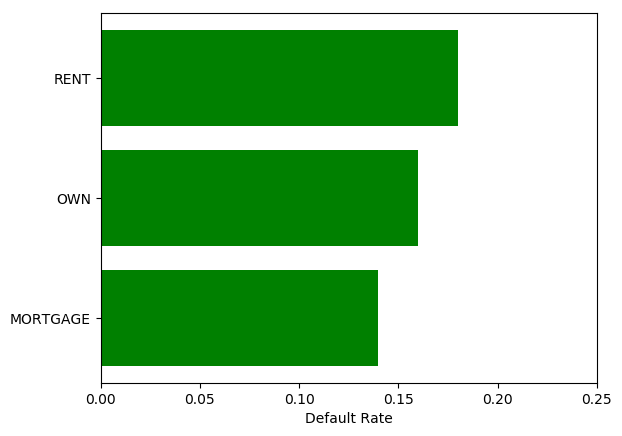 RENT
OWN
MORTGAGE
0.00 0.05 0.10 0.15 0.20 0.25
Default Rate